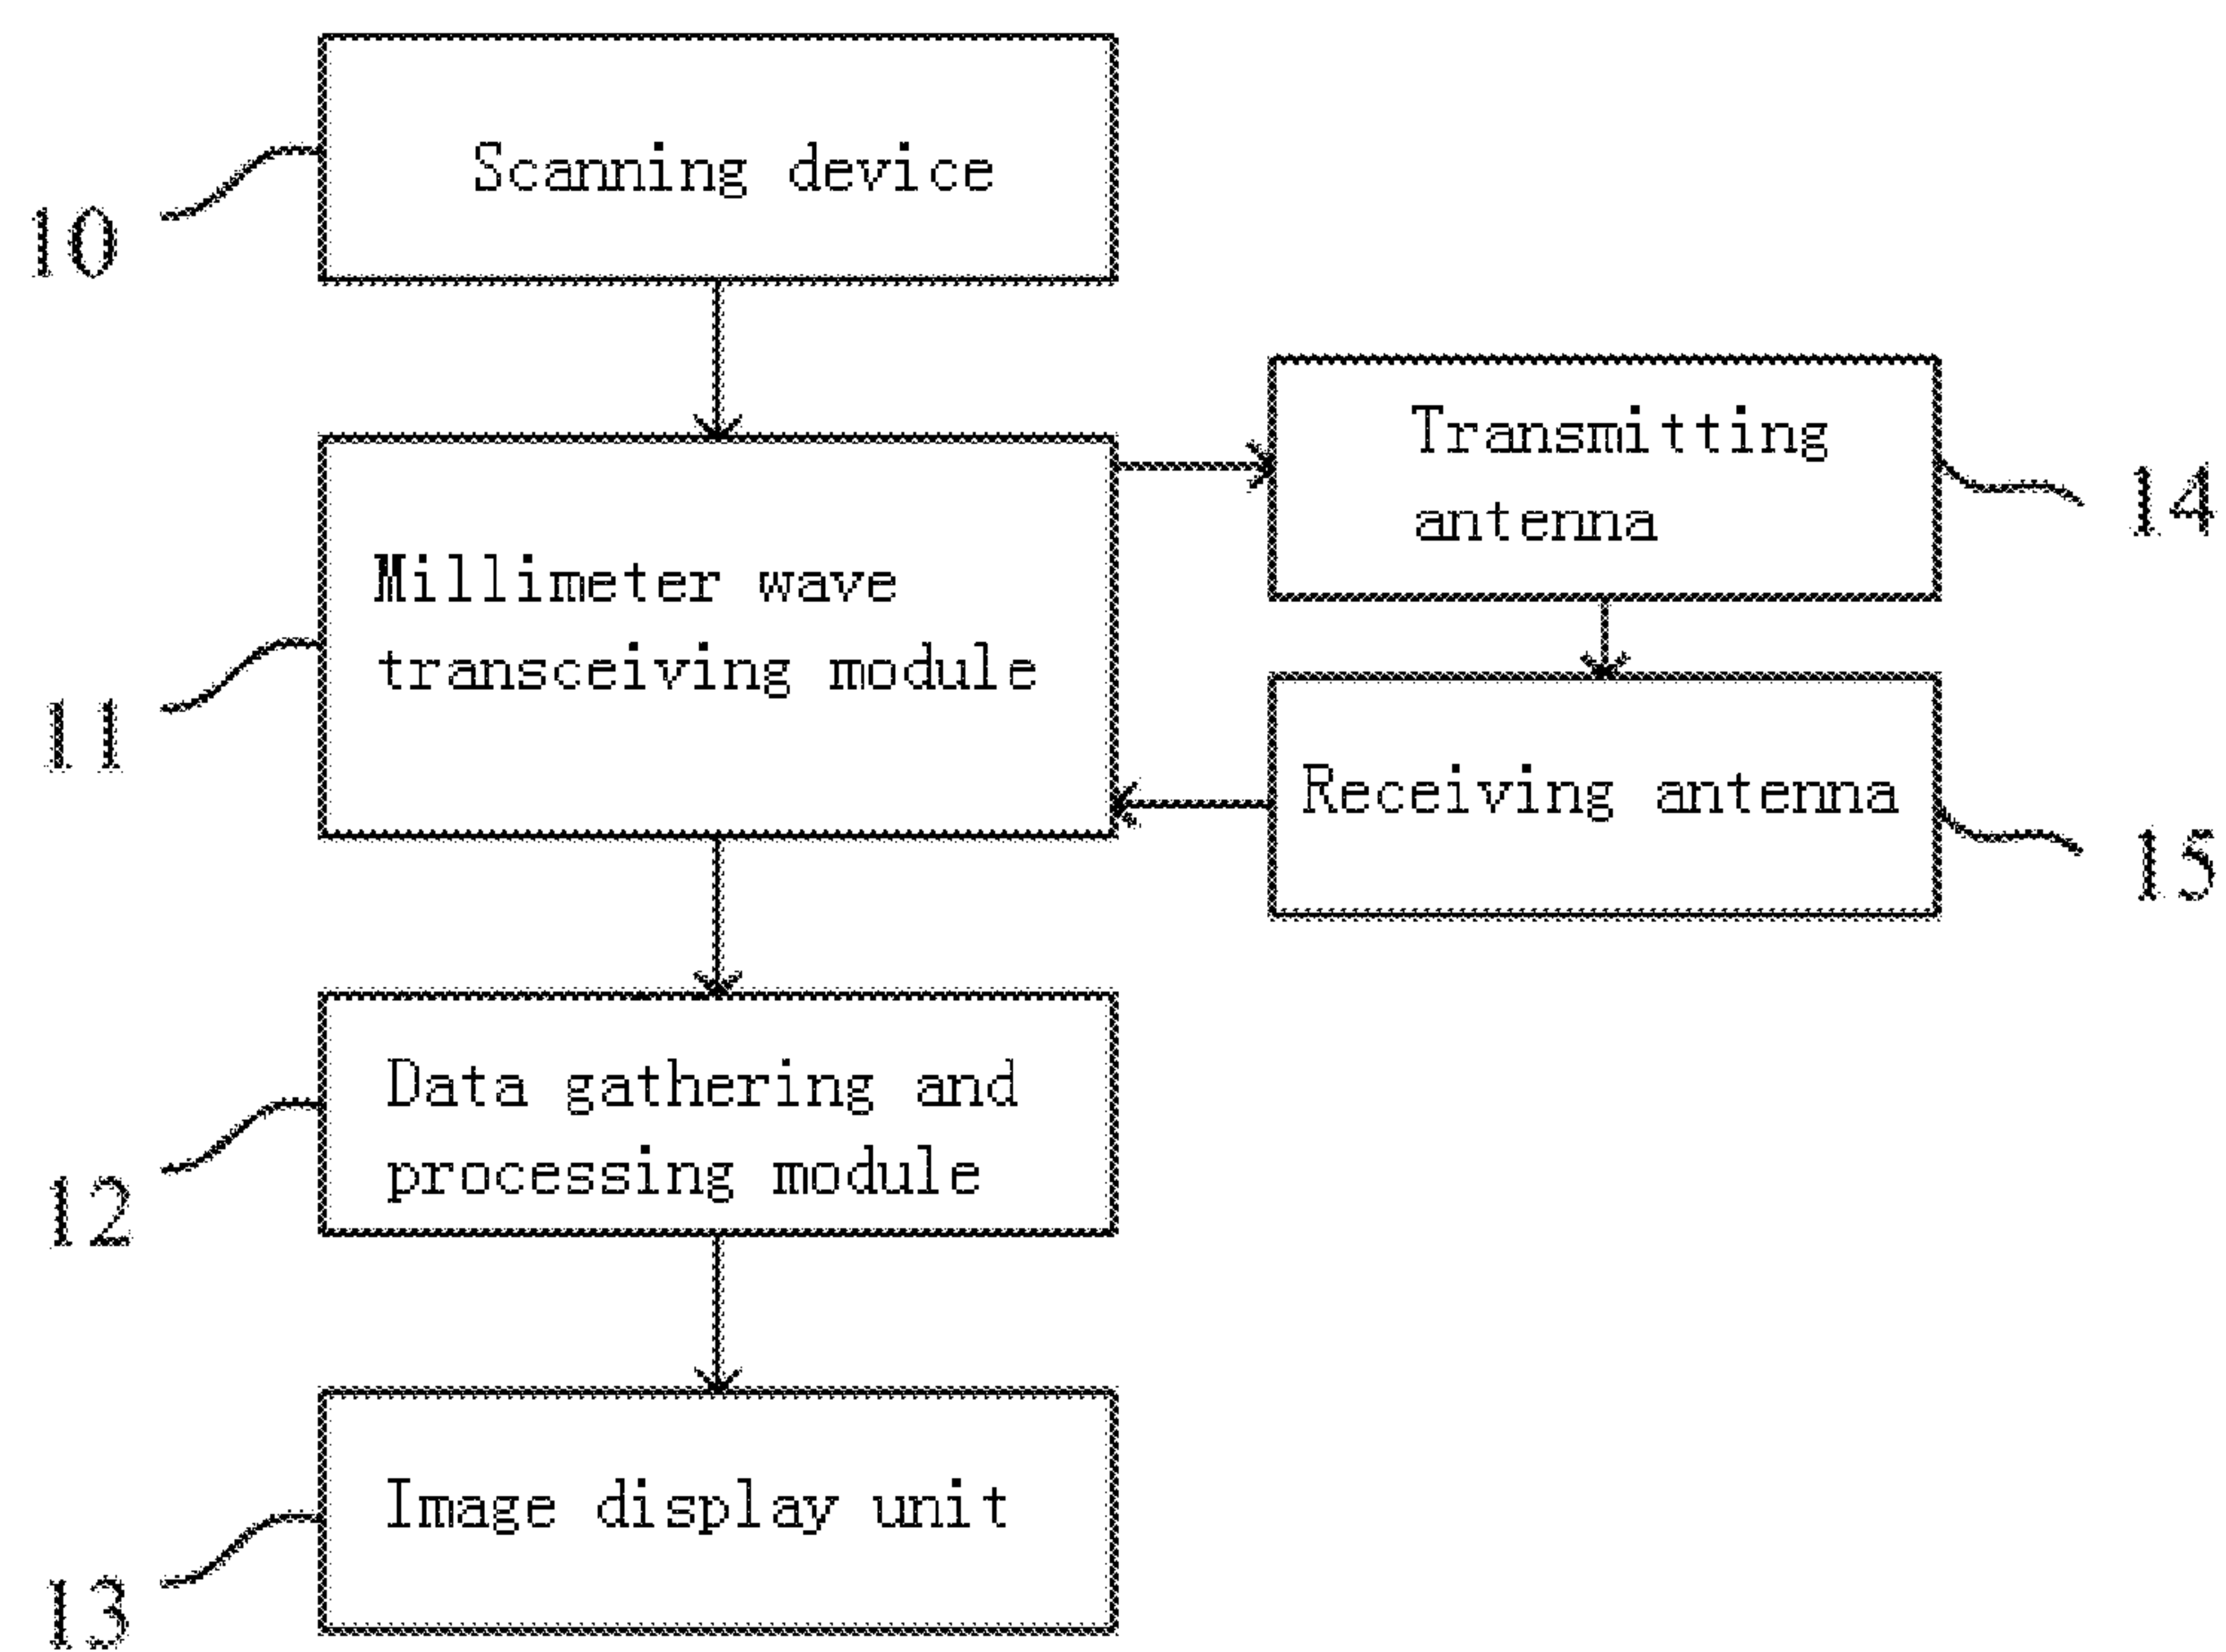 Scanning device
10
Transmitting
antenna
14
Millimeter wave
transceiving module
11
Receiving antenna
15
Data gathering and
processing module
12
Image display unit
13